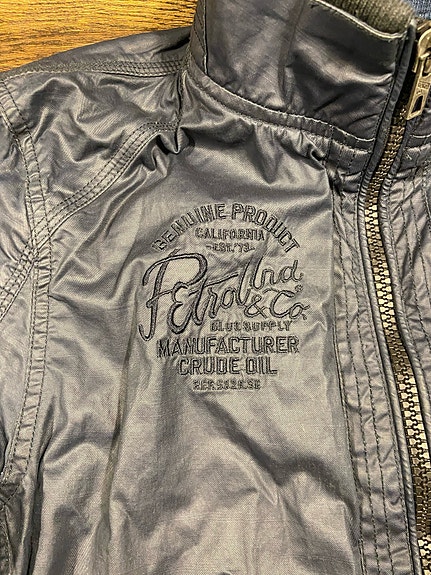 GENUINE PRODUCT
CALIFORNIA
EST.'73
Petrol Ind
& Co.
BLUE SUPPLY
MANUFACTURER
CRUDE OIL